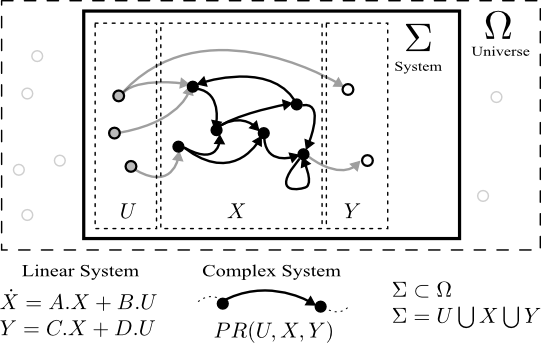 Σ
System
Ω
Universe
U
X
Y
Linear System
Ẋ = A.X + B.U
Y = C.X + D.U
Complex System
PR(U, X, Y)
Σ ⊂ Ω
Σ = U ⋃ X ⋃ Y